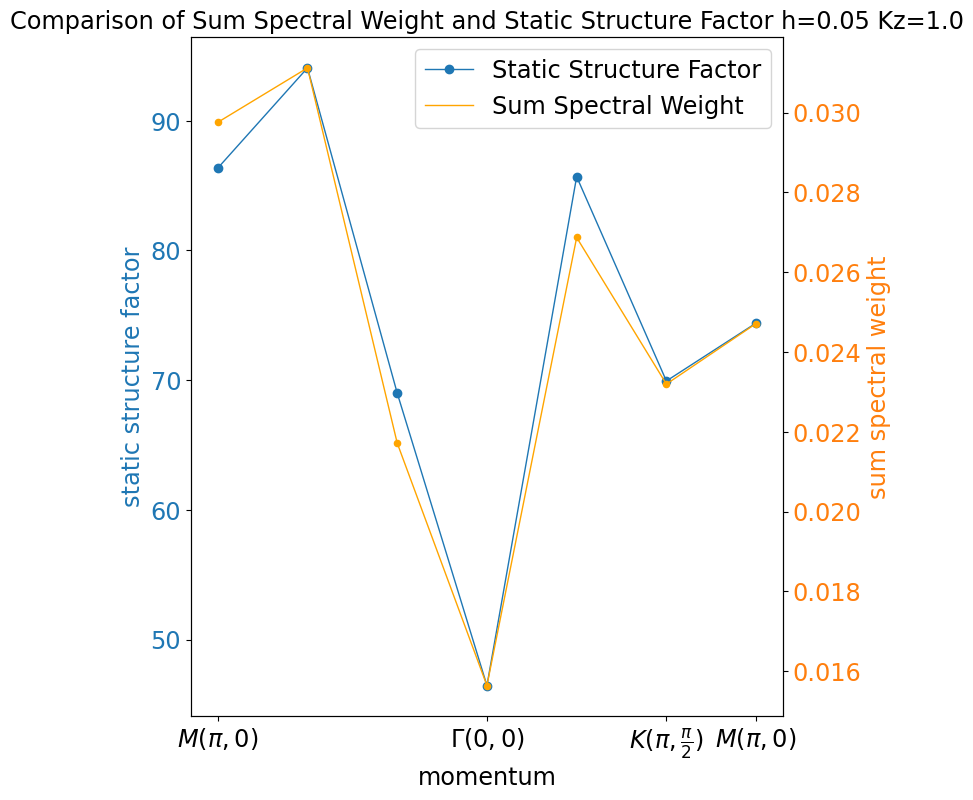 Comparison of Sum Spectral Weight and Static Structure Factor h=0.05 Kz=1.0
Static Structure Factor
Sum Spectral Weight
90
80
70
60
50
static structure factor
0.030
0.028
0.026
0.024
0.022
0.020
0.018
0.016
sum spectral weight
M(π, 0) Γ(0, 0) K(π, π/2) M(π, 0)
momentum